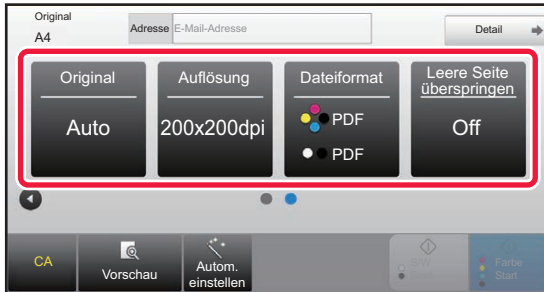 Original
A4
Adresse E-Mail-Adresse
Detail
Original
Auto
Auflösung
200x200dpi
Dateiformat
PDF
PDF
Leere Seite
überspringen
Off
CA
Vorschau
Autom.
einstellen
S/W
Start
Farbe
Start